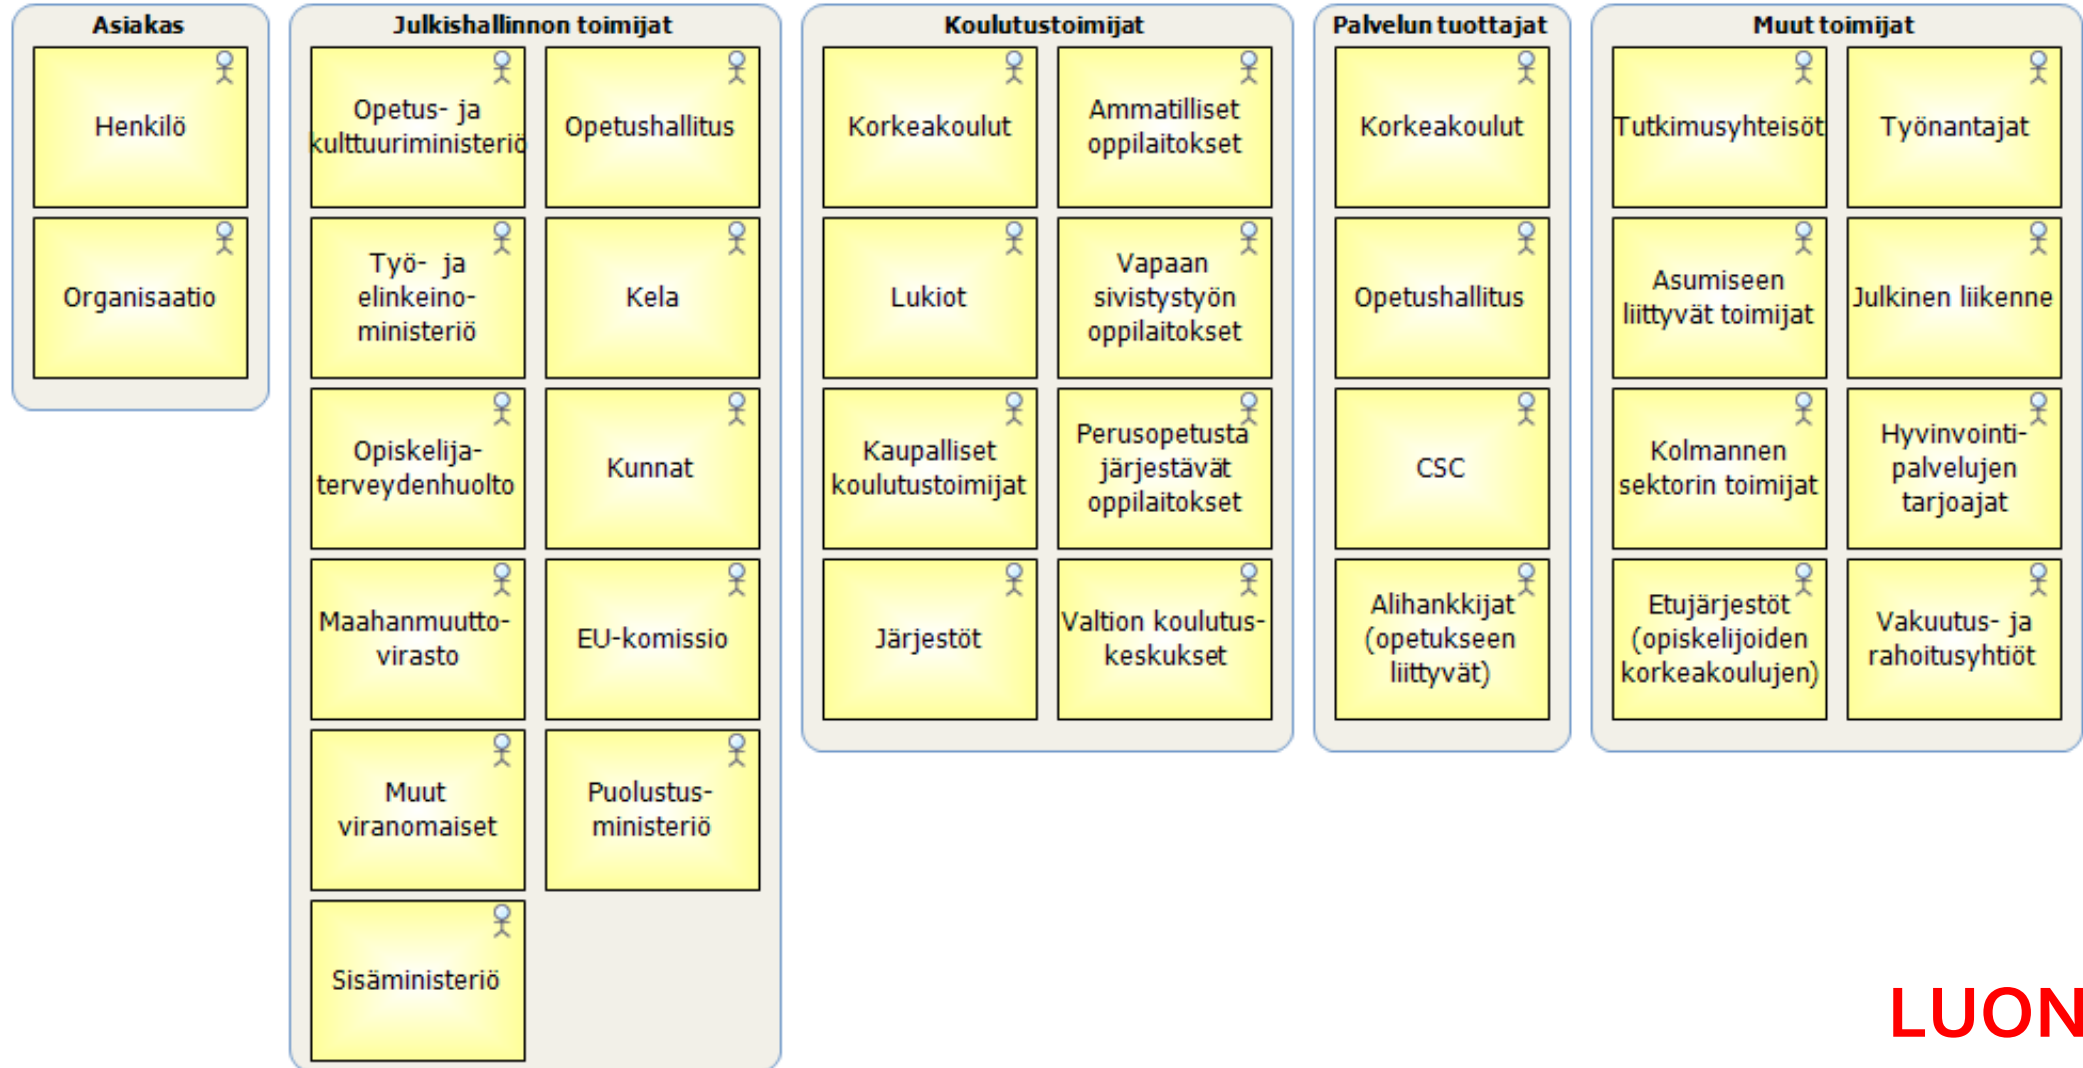 Asiakas
Henkilö
Organisaatio
Julkishallinnon toimijat
Opetus- ja
kulttuuriministeriö
Opetushallitus
Työ- ja
elinkeino-
ministeriö
Kela
Opiskelija-
terveydenhuolto
Kunnat
Maahanmuutto-
virasto
EU-komissio
Muut
viranomaiset
Puolustus-
ministeriö
Sisäministeriö
Koulutustoimijat
Korkeakoulut
Ammatilliset
oppilaitokset
Lukiot
Vapaan
sivistystyön
oppilaitokset
Kaupalliset
koulutustoimijat
Perusopetusta
järjestävät
oppilaitokset
Järjestöt
Valtion koulutus-
keskukset
Palvelun tuottajat
Korkeakoulut
Opetushallitus
CSC
Alihankkijat
(opetukseen
liittyvät)
Muut toimijat
Tutkimusyhteisöt
Työnantajat
Asumiseen
liittyvät toimijat
Julkinen liikenne
Kolmannen
sektorin toimijat
Hyvinvointi-
palvelujen
tarjoajat
Etujärjestöt
(opiskelijoiden
korkeakoulujen)
Vakuutus- ja
rahoitusyhtiöt
LUON